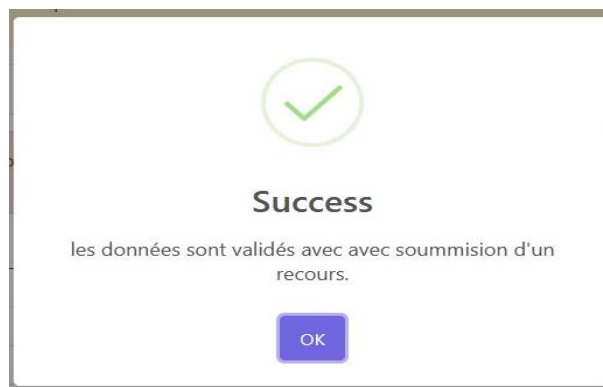 Success
les données sont validés avec avec soummision d'un
recours.
OK